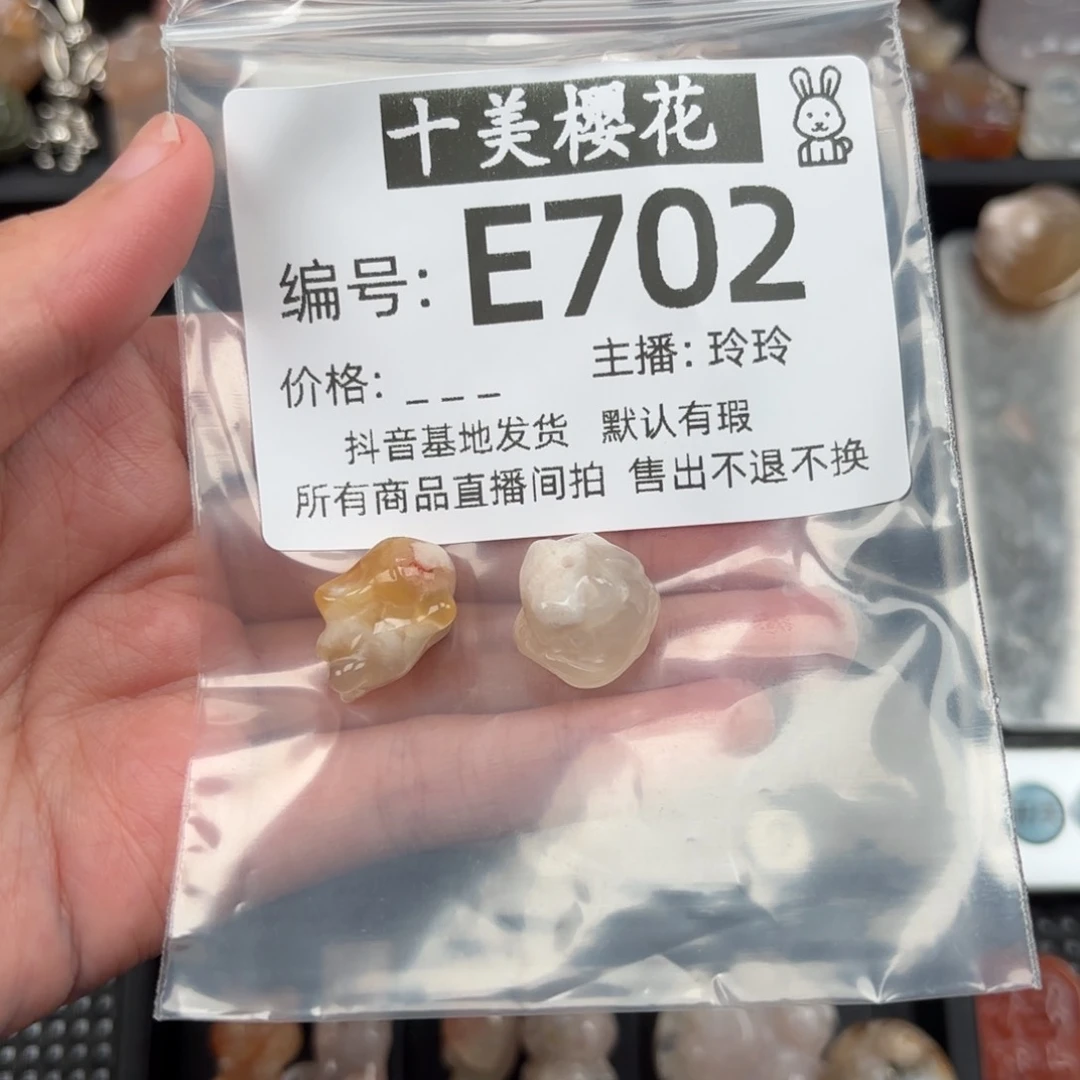 十美樱花
编号: E702
价格: _ _ _ 主播: 玲玲
抖音基地发货 默认有瑕
所有商品直播间拍 售出不退不换